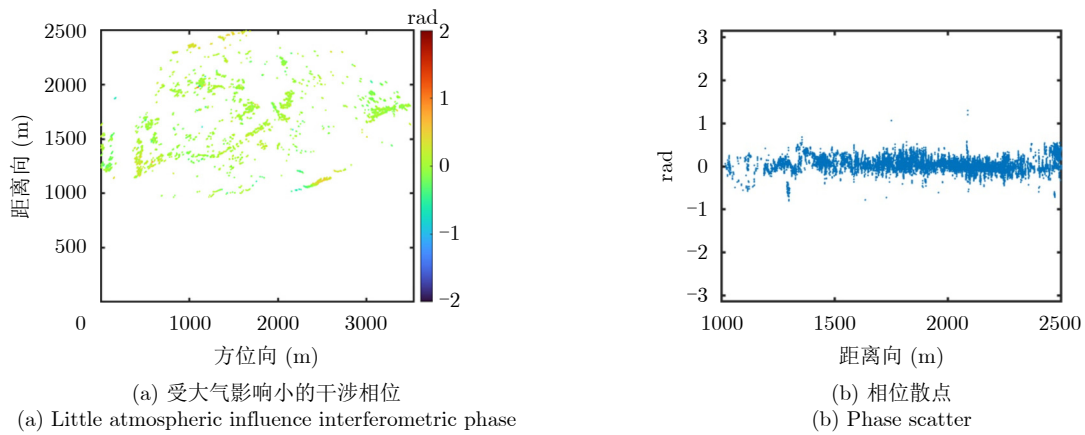 rad
2500
2000
1500
1000
500
0
1000
2000
3000
2
1
0
−1
−2
距离向 (m)
方位向 (m)
(a) 受大气影响小的干涉相位
(a) Little atmospheric influence interferometric phase
3
2
1
0
−1
−2
−3
rad
1000
1500
2000
2500
距离向 (m)
(b) 相位散点
(b) Phase scatter